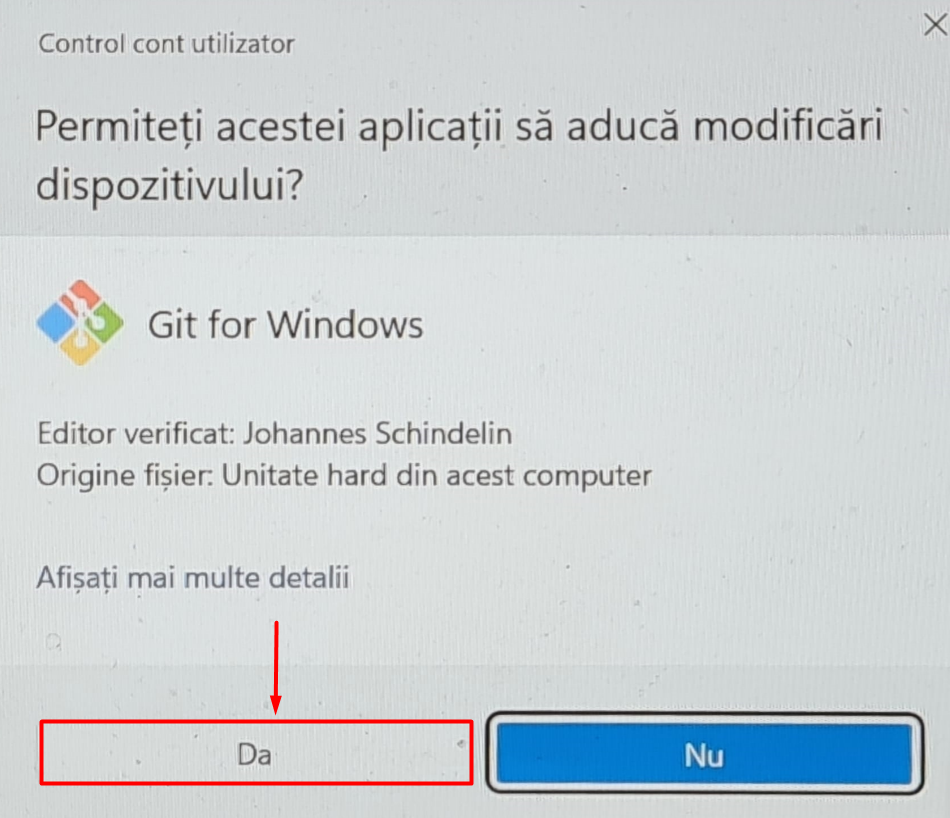 Control cont utilizator
Permiteți acestei aplicații să aducă modificări
dispozitivului?
Git for Windows
Editor verificat: Johannes Schindelin
Origine fișier: Unitate hard din acest computer
Afișați mai multe detalii
Da
Nu